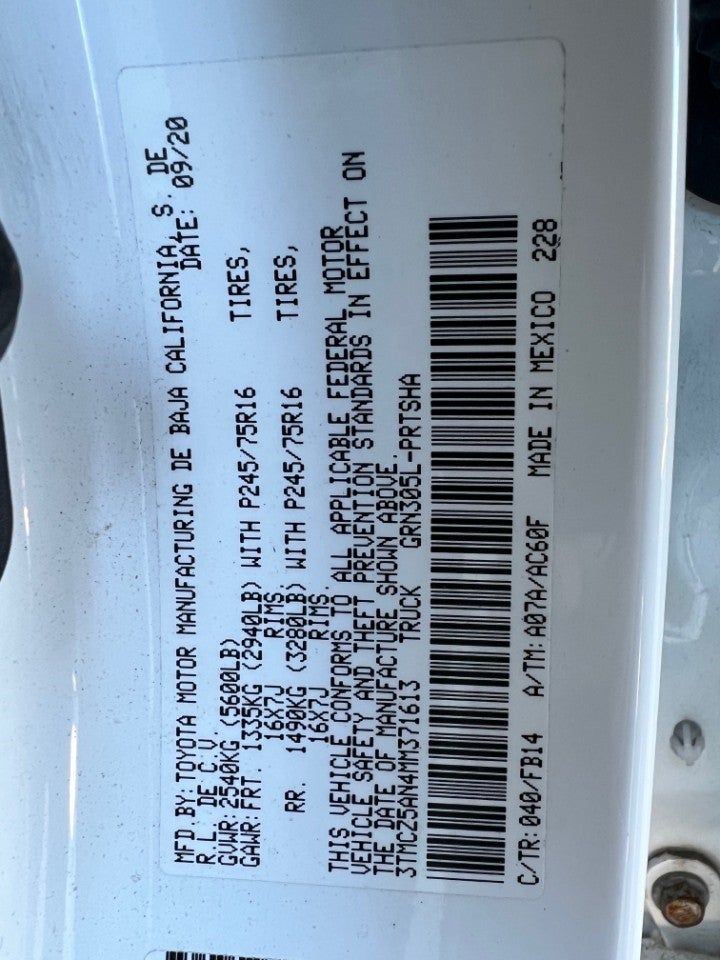 MFD BY: TOYOTA MOTOR MANUFACTURING DE BAJA CALIFORNIA, S. DE
R.L. DE C.V. DATE: 09/20
GVWR: 2540KG (5600LB)
GAWR: FRT. 1335KG (2940LB) WITH P245/75R16 TIRES,
16X7J RIMS
RR. 1490KG (3280LB) WITH P245/75R16 TIRES,
16X7J RIMS.
THIS VEHICLE CONFORMS TO ALL APPLICABLE FEDERAL MOTOR
VEHICLE SAFETY AND THEFT PREVENTION STANDARDS IN EFFECT ON
THE DATE OF MANUFACTURE SHOWN ABOVE.
3TMCZ5AN4MM371613 TRUCK GRN305L-PRTSHA
C/TR: 040/FB14 A/TM: A07A/AC60F MADE IN MEXICO 228